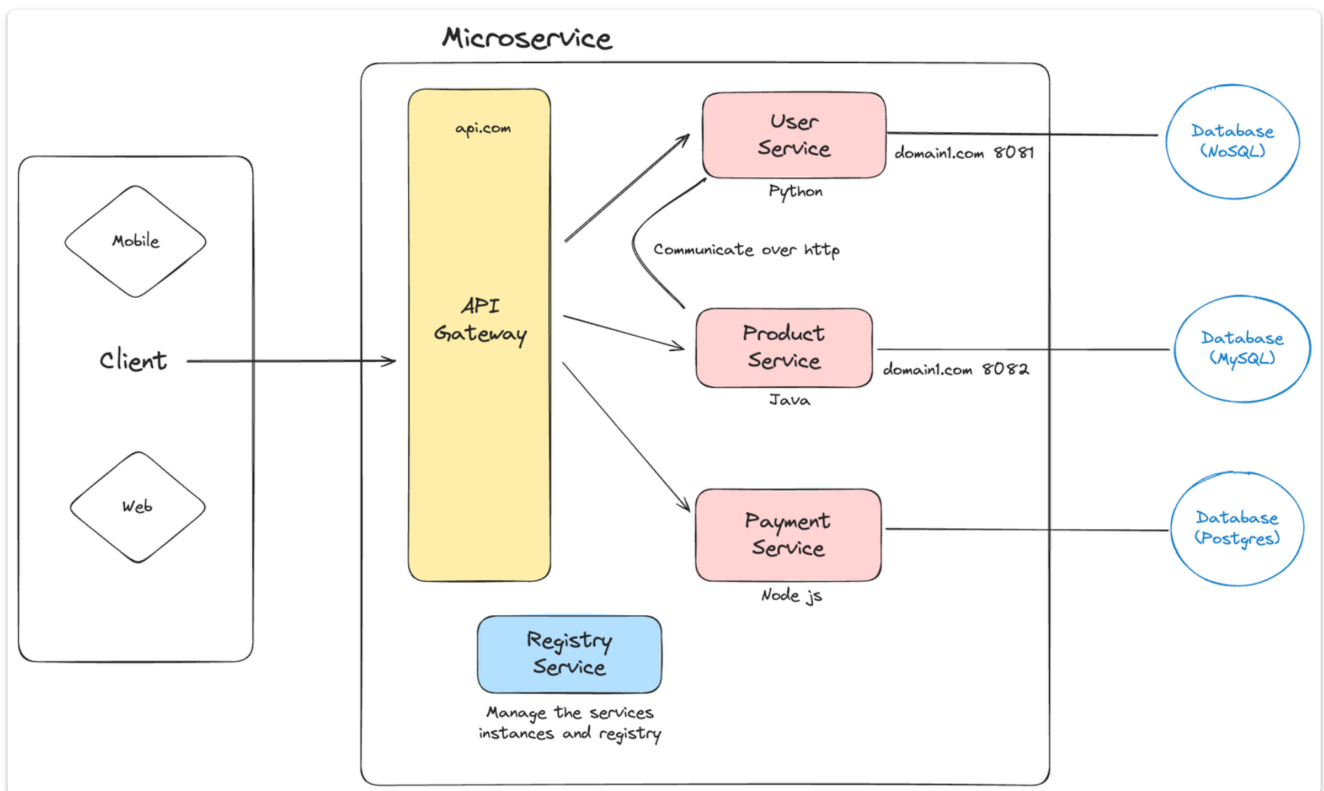 Microservice
api.com
API
Gateway
Mobile
Client
Web
User
Service
Python
domain1.com 8081
Database
(NoSQL)
Communicate over http
Product
Service
Java
domain1.com 8082
Database
(MySQL)
Payment
Service
Node js
Database
(Postgres)
Registry
Service
Manage the services
instances and registry